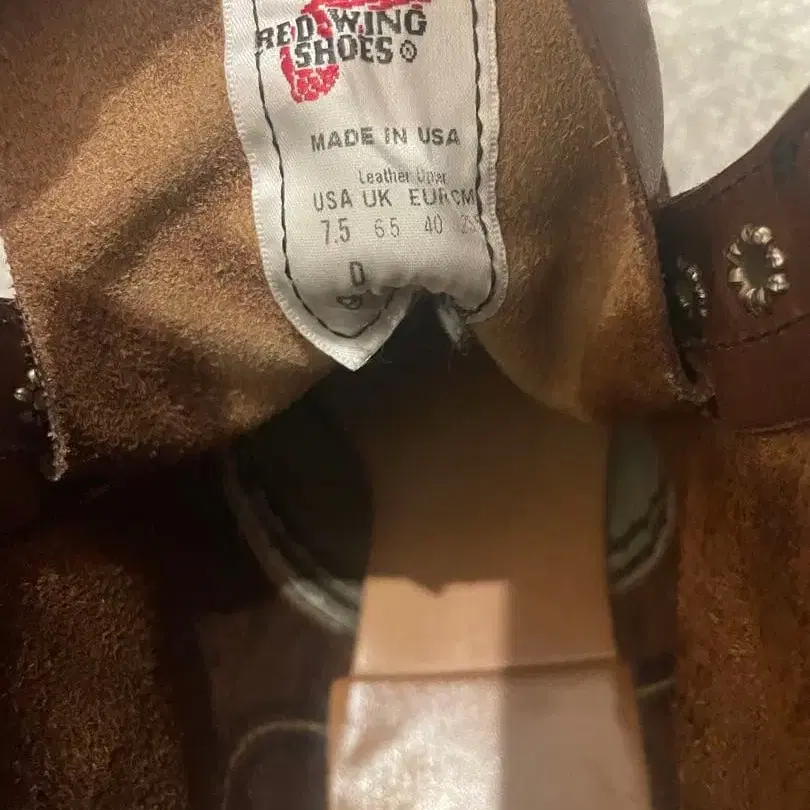 RED WING
SHOES®
MADE IN USA
Leather Upper
USA UK EUR CM
7.5 6.5 40
D